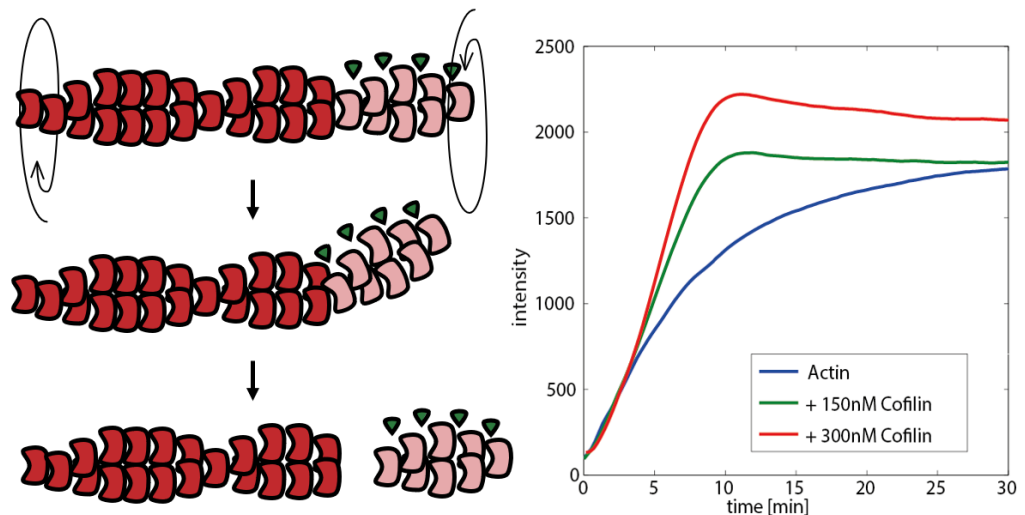 2500
2000
1500
1000
500
0
intensity
0 5 10 15 20 25 30
time [min]
Actin
+ 150nM Cofilin
+ 300nM Cofilin